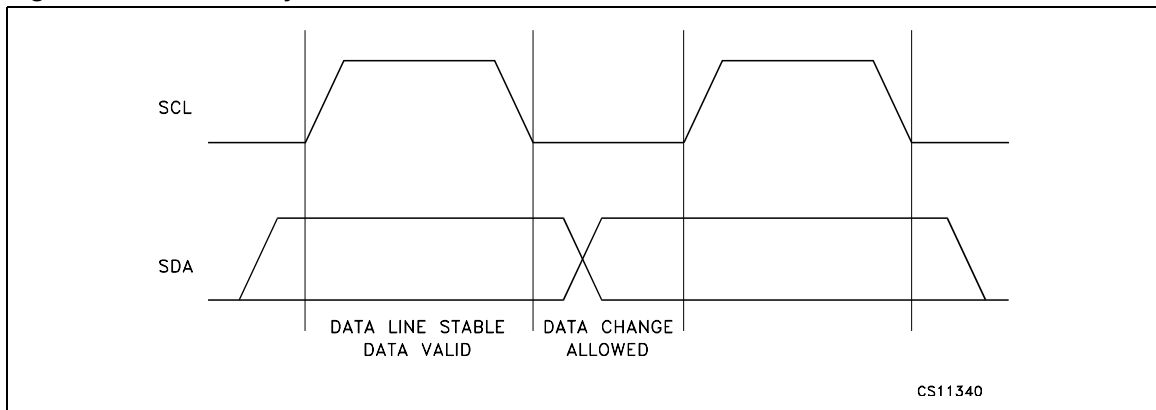 SCL
SDA
DATA LINE STABLE
DATA VALID
DATA CHANGE
ALLOWED
CS11340